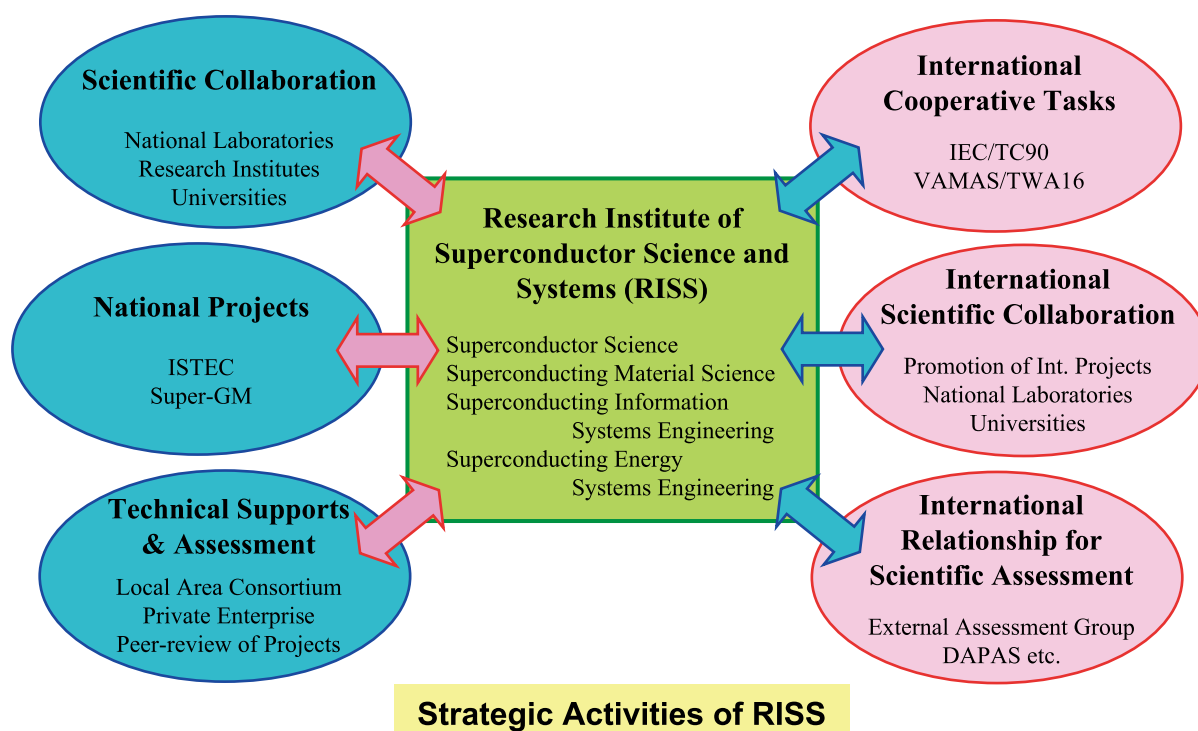 Scientific Collaboration
National Laboratories
Research Institutes
Universities
National Projects
ISTEC
Super-GM
Technical Supports
& Assessment
Local Area Consortium
Private Enterprise
Peer-review of Projects
Research Institute of
Superconductor Science and
Systems (RISS)
Superconductor Science
Superconducting Material Science
Superconducting Information
Systems Engineering
Superconducting Energy
Systems Engineering
International
Cooperative Tasks
IEC/TC90
VAMAS/TWA16
International
Scientific Collaboration
Promotion of Int. Projects
National Laboratories
Universities
International
Relationship for
Scientific Assessment
External Assessment Group
DAPAS etc.
Strategic Activities of RISS